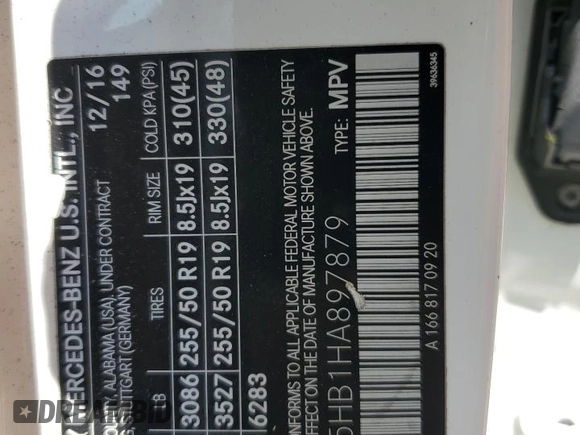 MERCEDES-BENZ U.S. INTL., INC
ALABAMA (USA), UNDER CONTRACT
STUTTGART (GERMANY)
12/16
149
LB TIRES RIM SIZE COLD KPA (PSI)
3086 255/50 R19 8.5Jx19 310(45)
3527 255/50 R19 8.5Jx19 330(48)
6283
CONFORMS TO ALL APPLICABLE FEDERAL MOTOR VEHICLE SAFETY
ON THE DATE OF MANUFACTURE SHOWN ABOVE.
5HB1HA897879 TYPE: MPV
A 166 817 09 20
39636345
DriveGuide